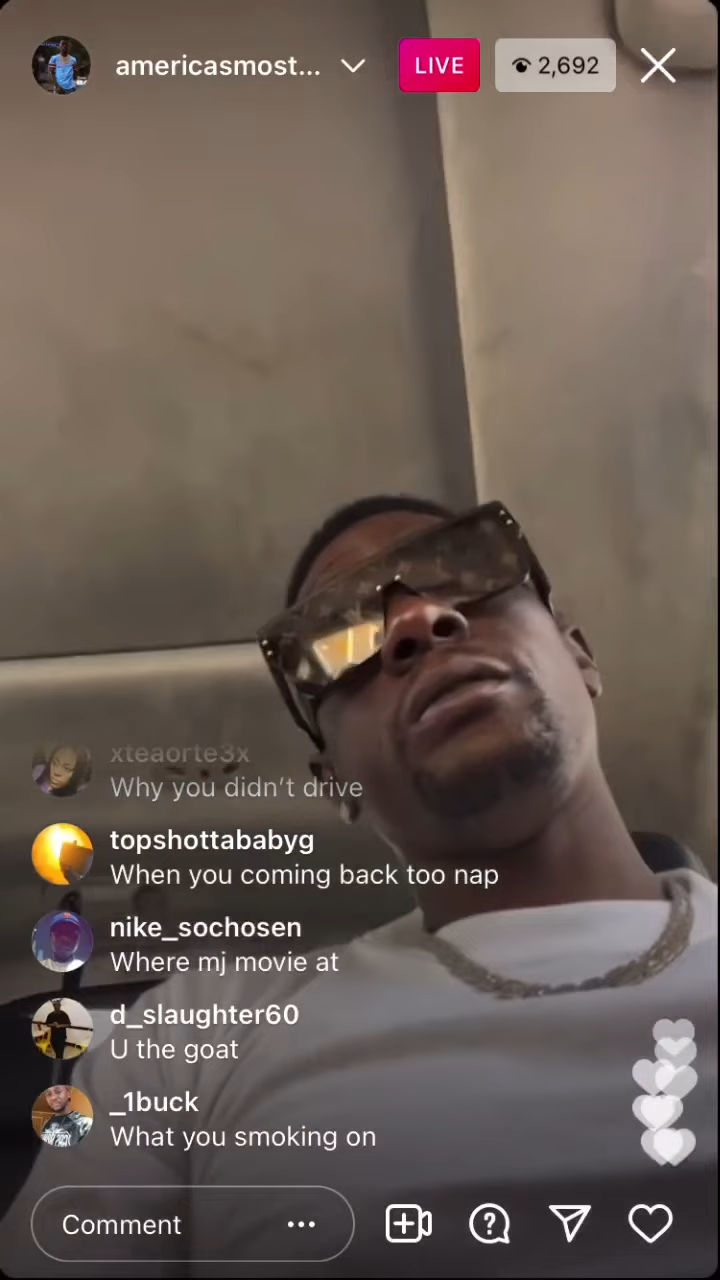 americasmost...
LIVE
2,692
xteaorte3x
Why you didn’t drive
topshottababyg
When you coming back too nap
nike_sochosen
Where mj movie at
d_slaughter60
U the goat
_1buck
What you smoking on
Comment